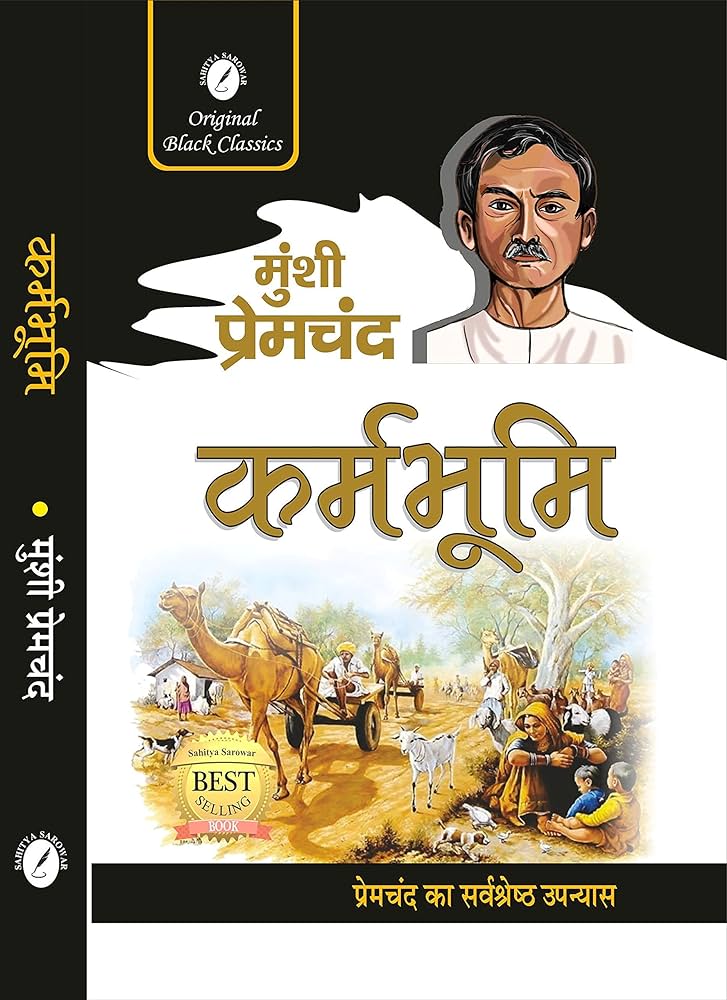 SAHITYA SAROWAR
Original
Black Classics
मुंशी
प्रेमचंद
कर्मभूमि
Sahitya Sarowar
BEST
SELLING
BOOK
प्रेमचंद का सर्वश्रेष्ठ उपन्यास
कर्मभूमि
• मुंशी प्रेमचंद
SAHITYA SAROWAR